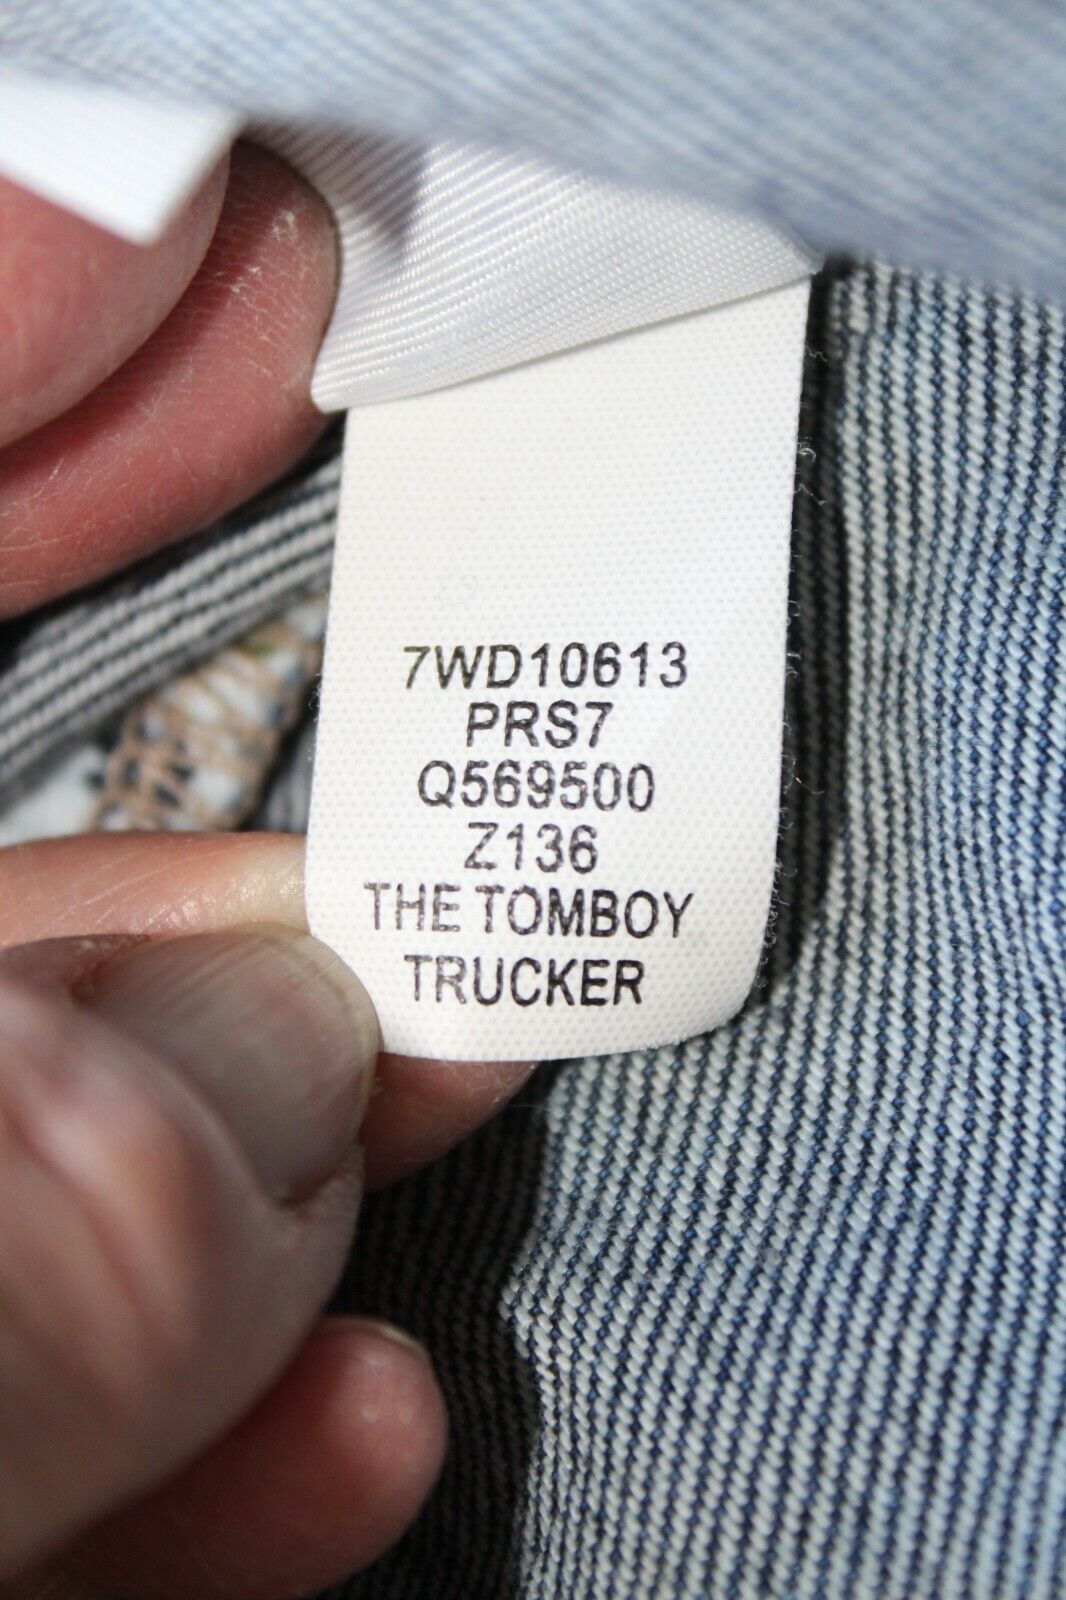 7WD10613
PRS7
Q569500
Z136
THE TOMBOY
TRUCKER